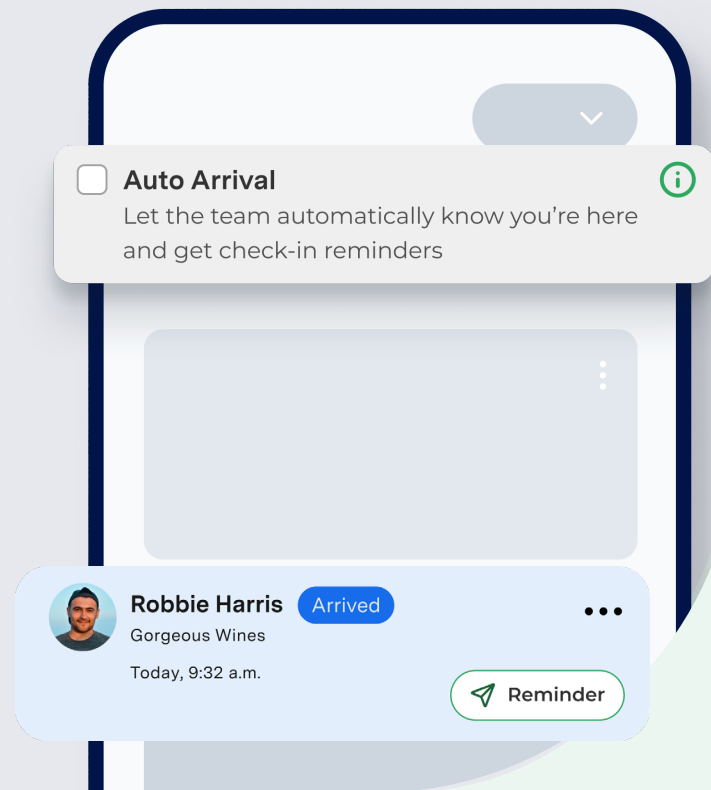 Auto Arrival
Let the team automatically know you’re here
and get check-in reminders
Robbie Harris
Arrived
Gorgeous Wines
Today, 9:32 a.m.
Reminder